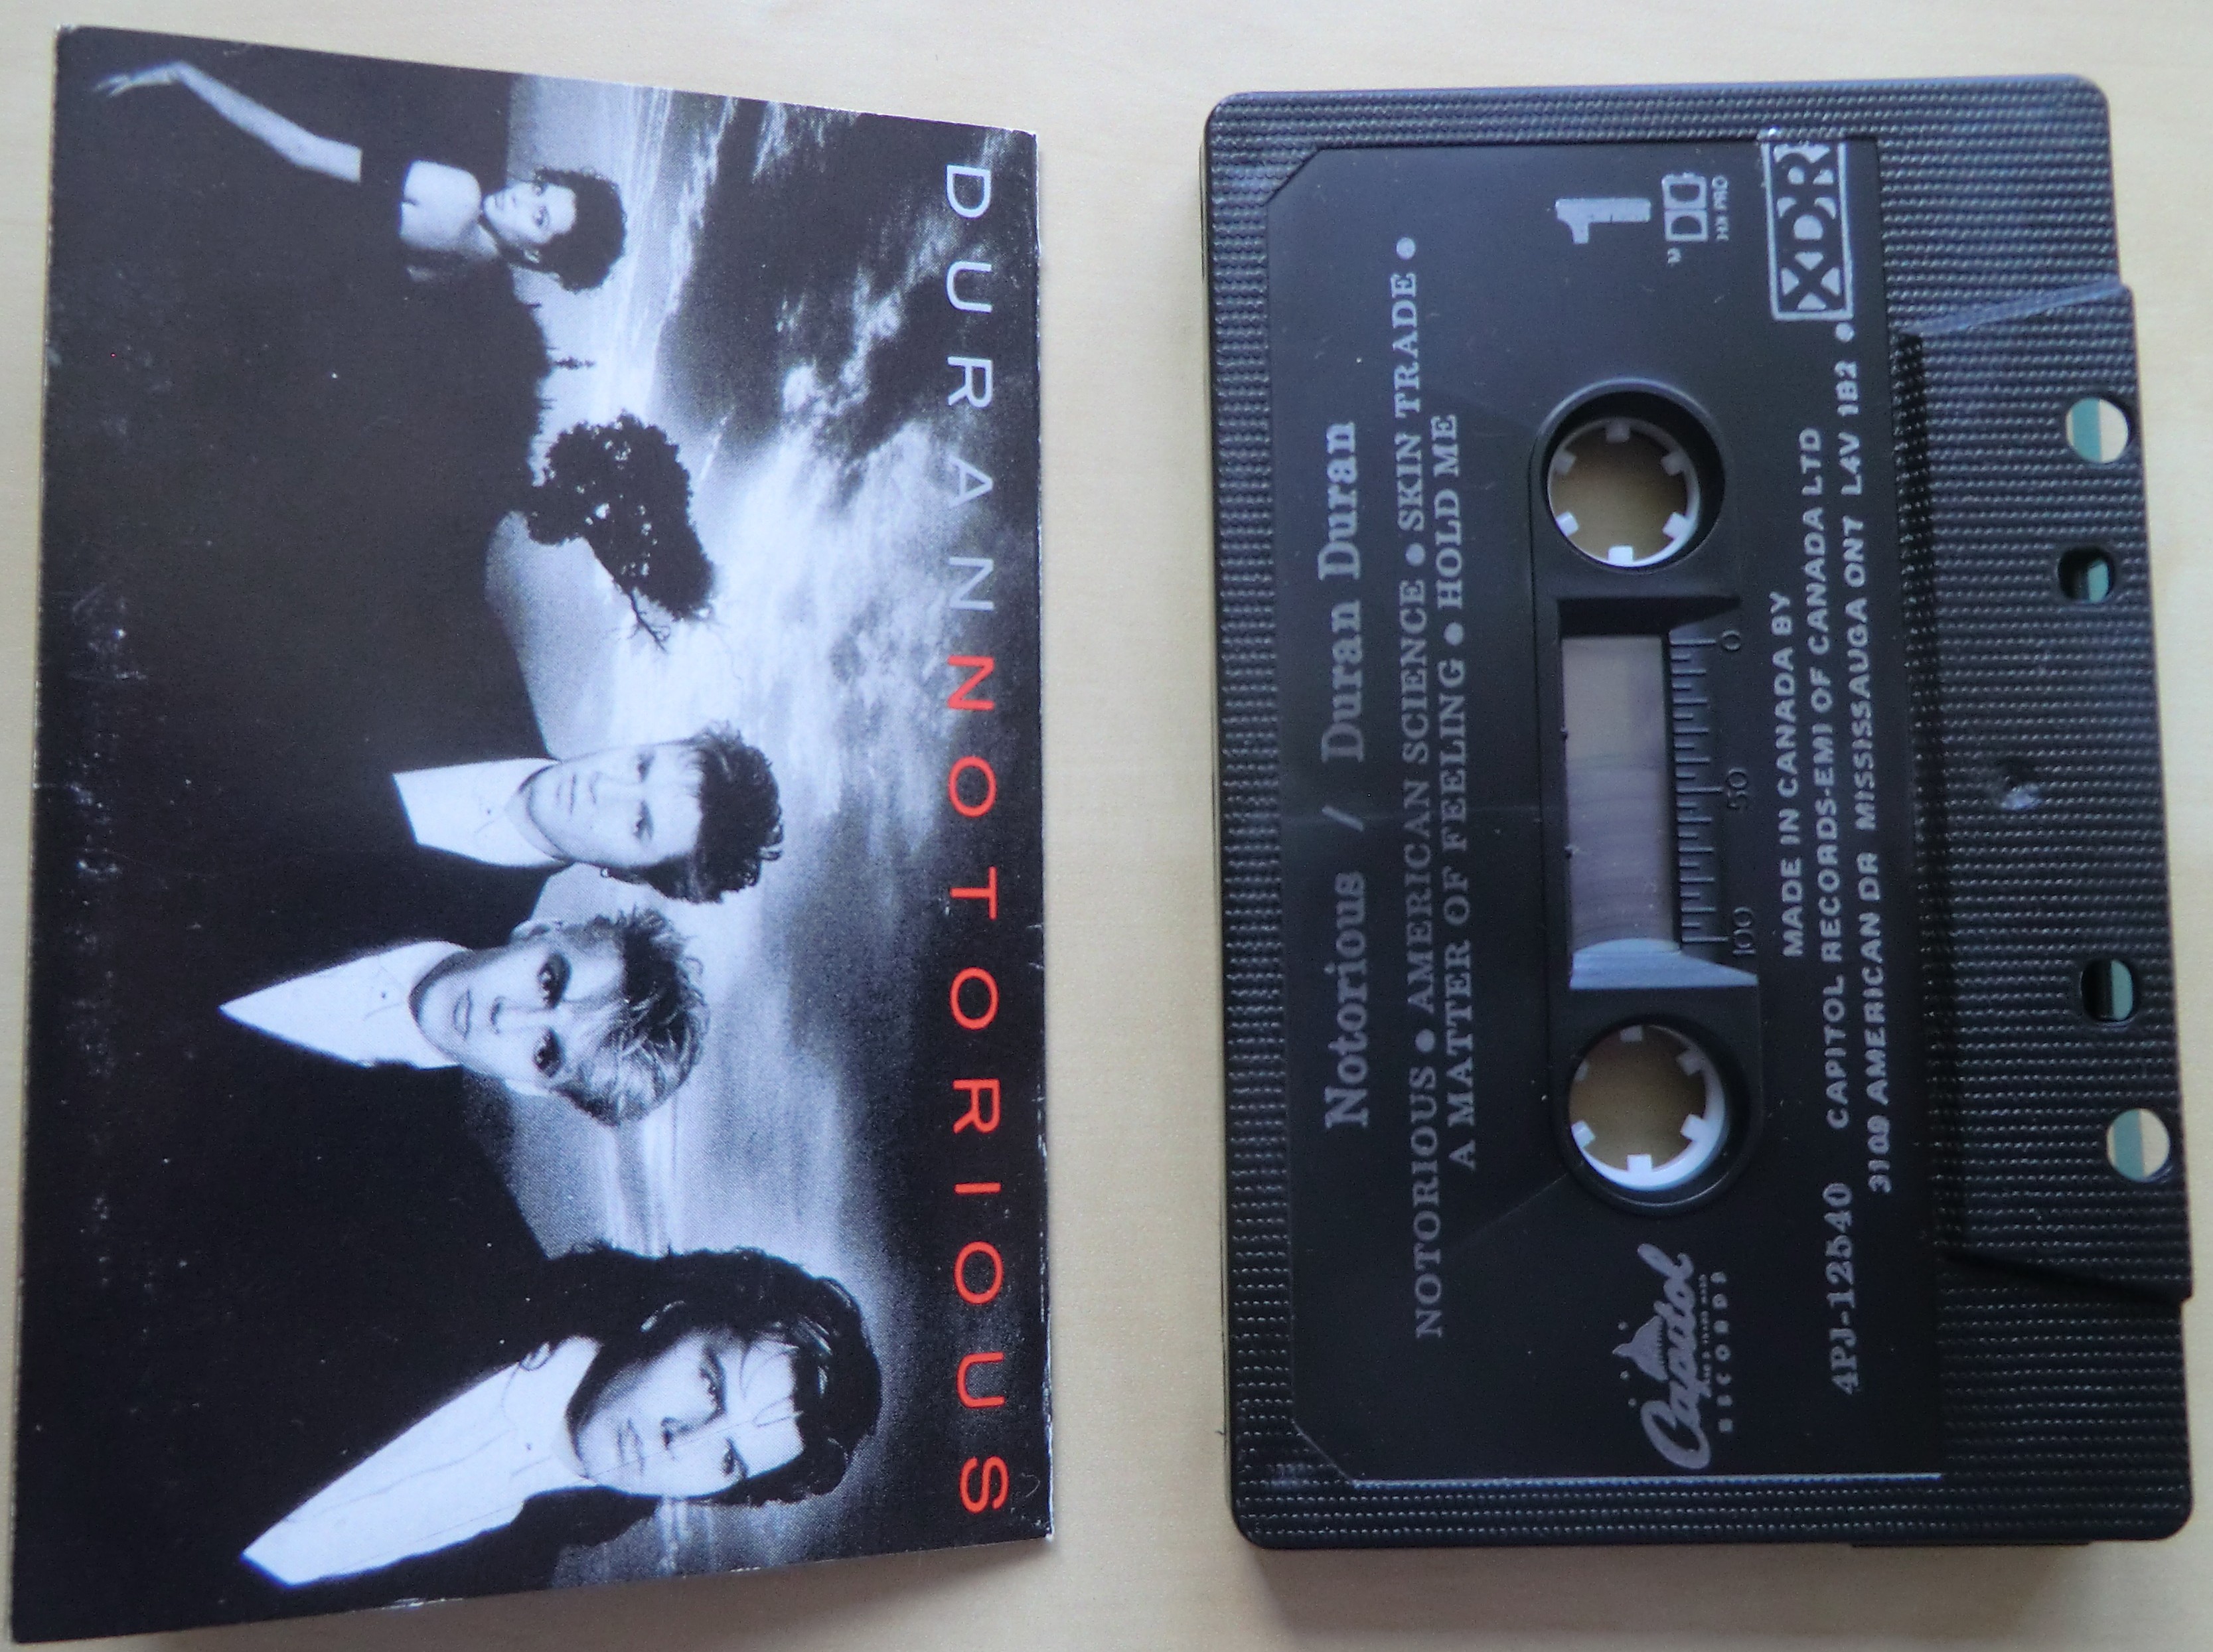 DURAN NOTORIOUS
Notorious / Duran Duran
NOTORIOUS ● AMERICAN SCIENCE ● SKIN TRADE ●
A MATTER OF FEELING ● HOLD ME
1
Capitol
RECORDS
100 50 0
MADE IN CANADA BY
4PJ-12540 CAPITOL RECORDS-EMI OF CANADA LTD
3109 AMERICAN DR MISSISSAUGA ONT L4V 1B2 ●
XDR